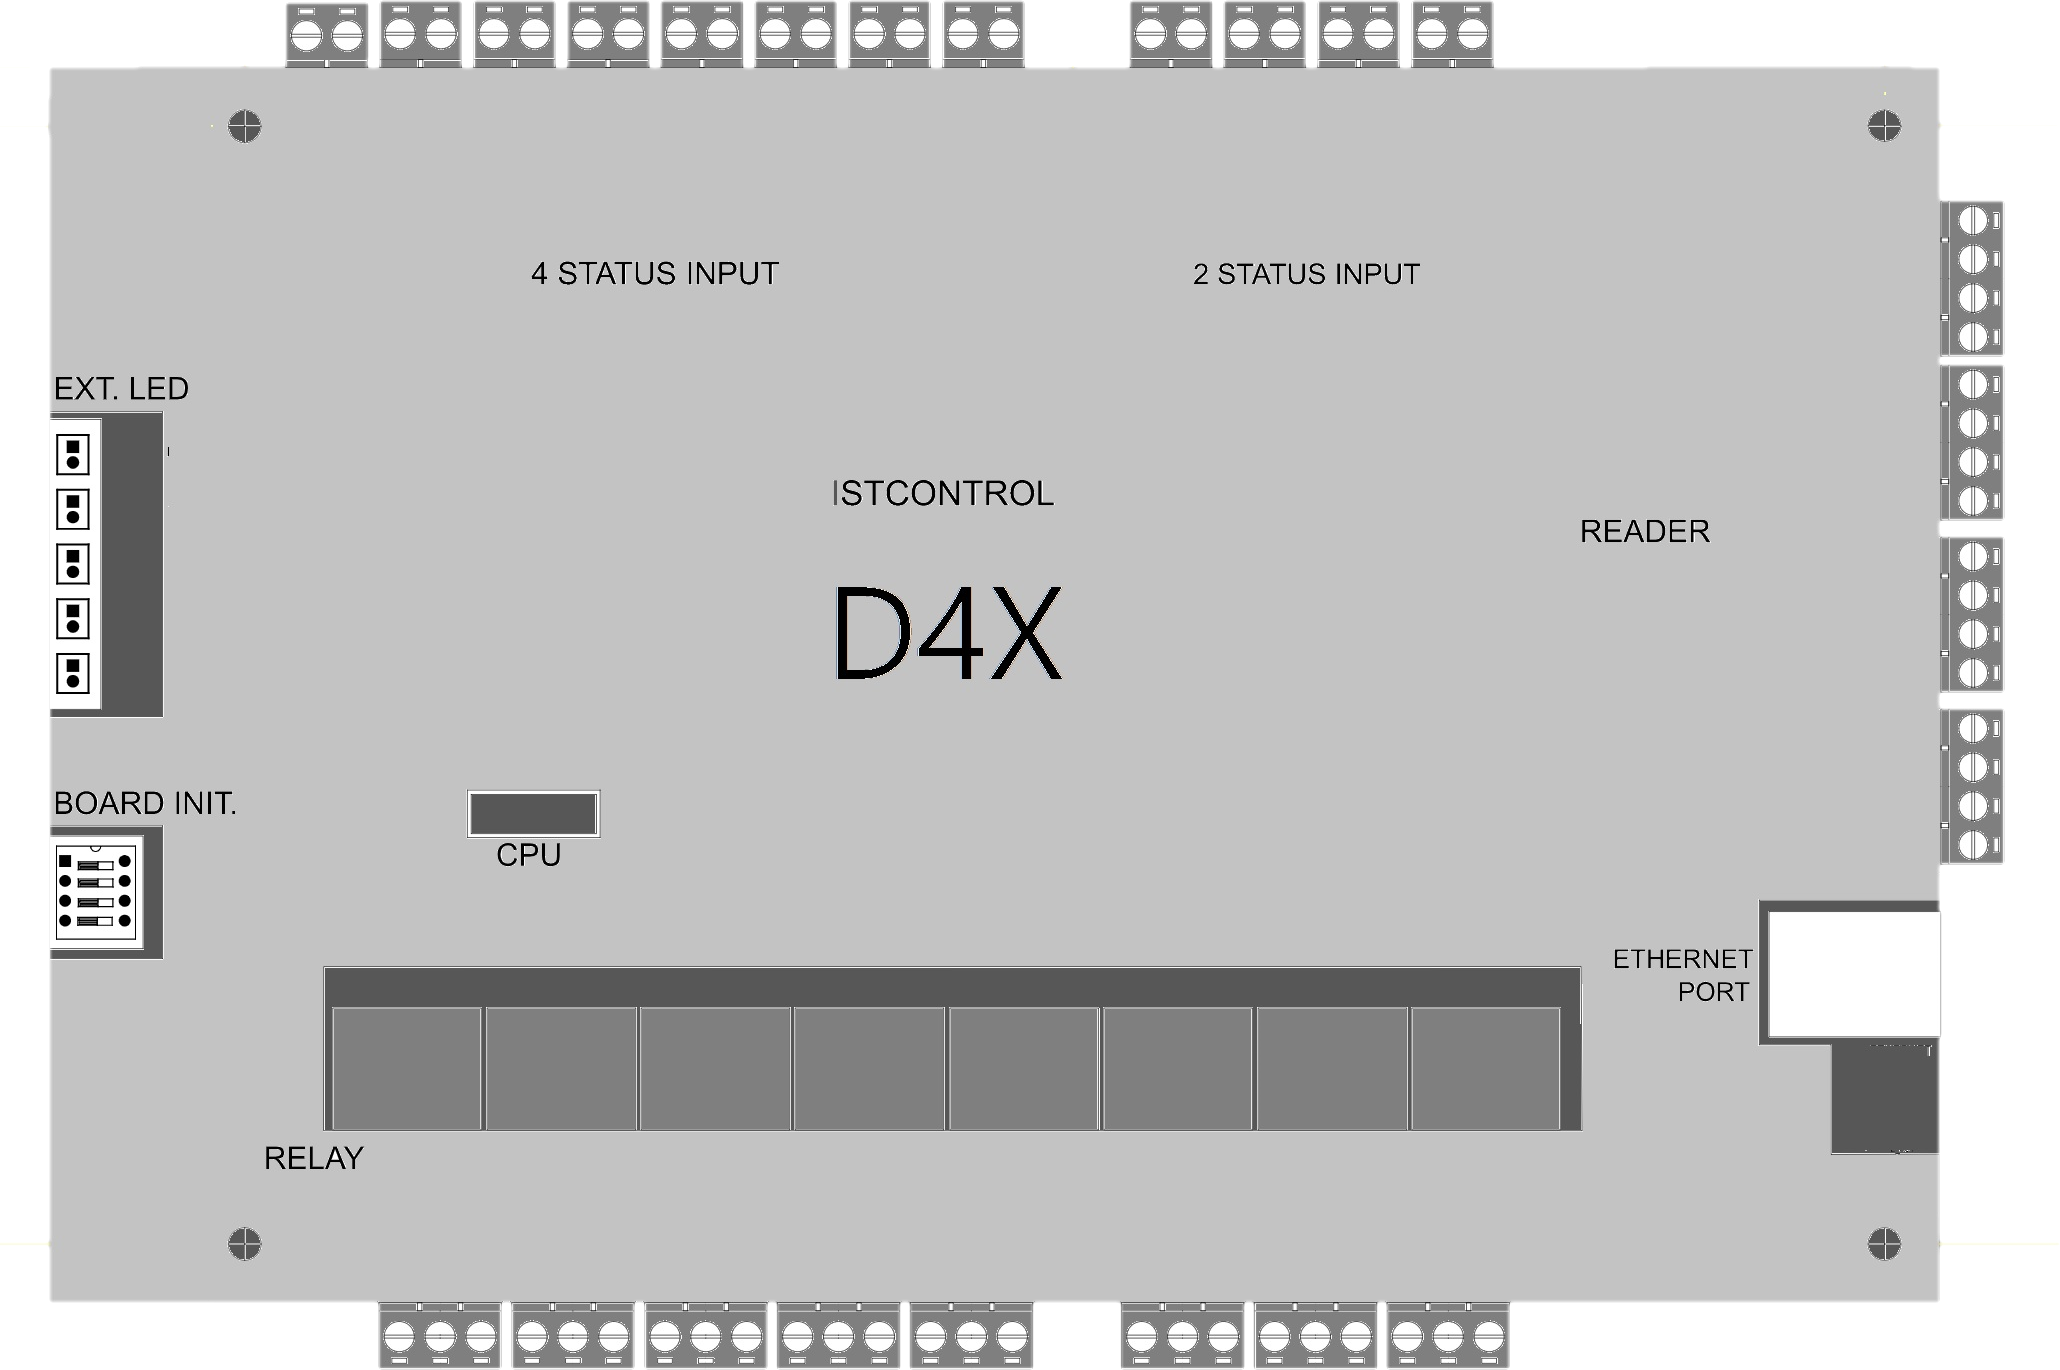 4 STATUS INPUT
2 STATUS INPUT
EXT. LED
ISTCONTROL
READER
D4X
BOARD INIT.
CPU
ETHERNET
PORT
RELAY